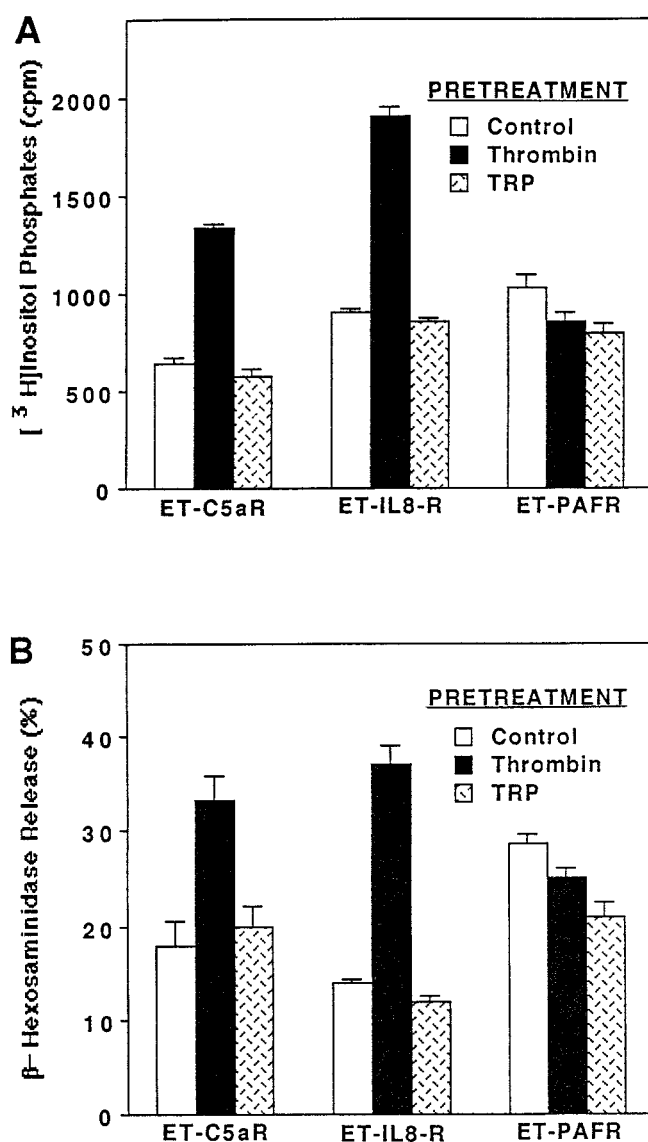 A
[ ³ H]Inositol Phosphates (cpm)
2000
1500
1000
500
0
PRETREATMENT
Control
Thrombin
TRP
ET-C5aR
ET-IL8-R
ET-PAFR
B
β- Hexosaminidase Release (%)
50
40
30
20
10
0
PRETREATMENT
Control
Thrombin
TRP
ET-C5aR
ET-IL8-R
ET-PAFR